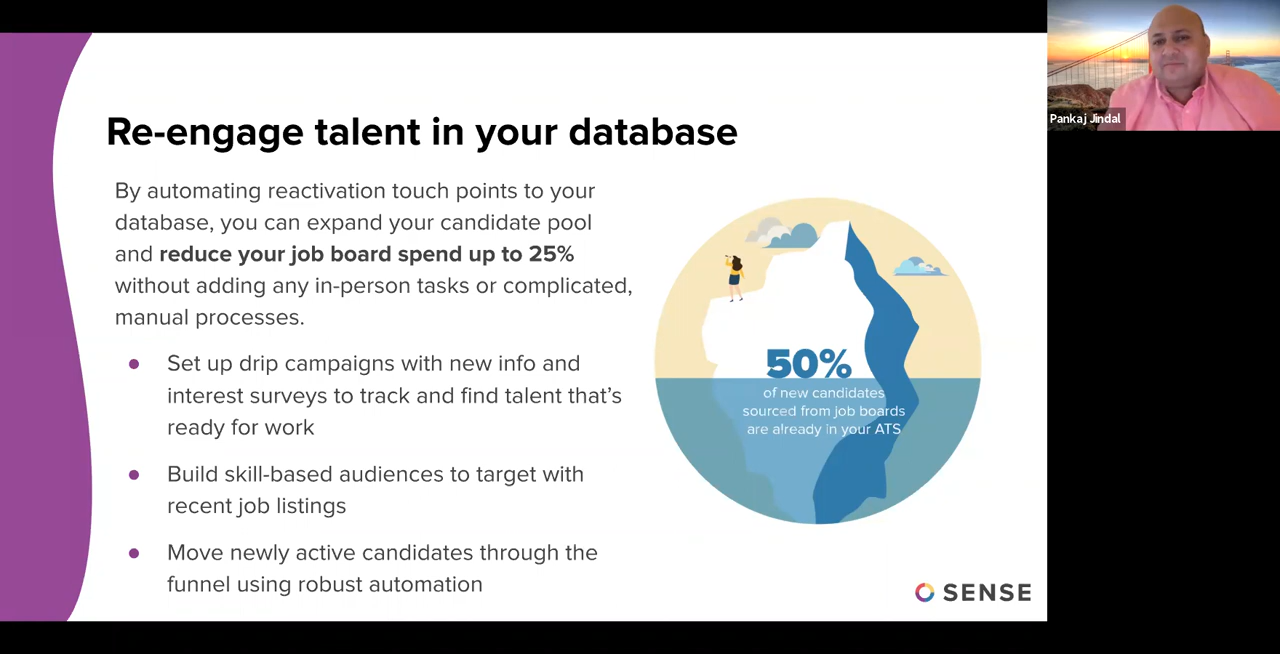 Re-engage talent in your database
By automating reactivation touch points to your
database, you can expand your candidate pool
and reduce your job board spend up to 25%
without adding any in-person tasks or complicated,
manual processes.
● Set up drip campaigns with new info and
interest surveys to track and find talent that’s
ready for work
● Build skill-based audiences to target with
recent job listings
● Move newly active candidates through the
funnel using robust automation
50%
of new candidates
sourced from job boards
are already in your ATS
SENSE
Pankaj Jindal